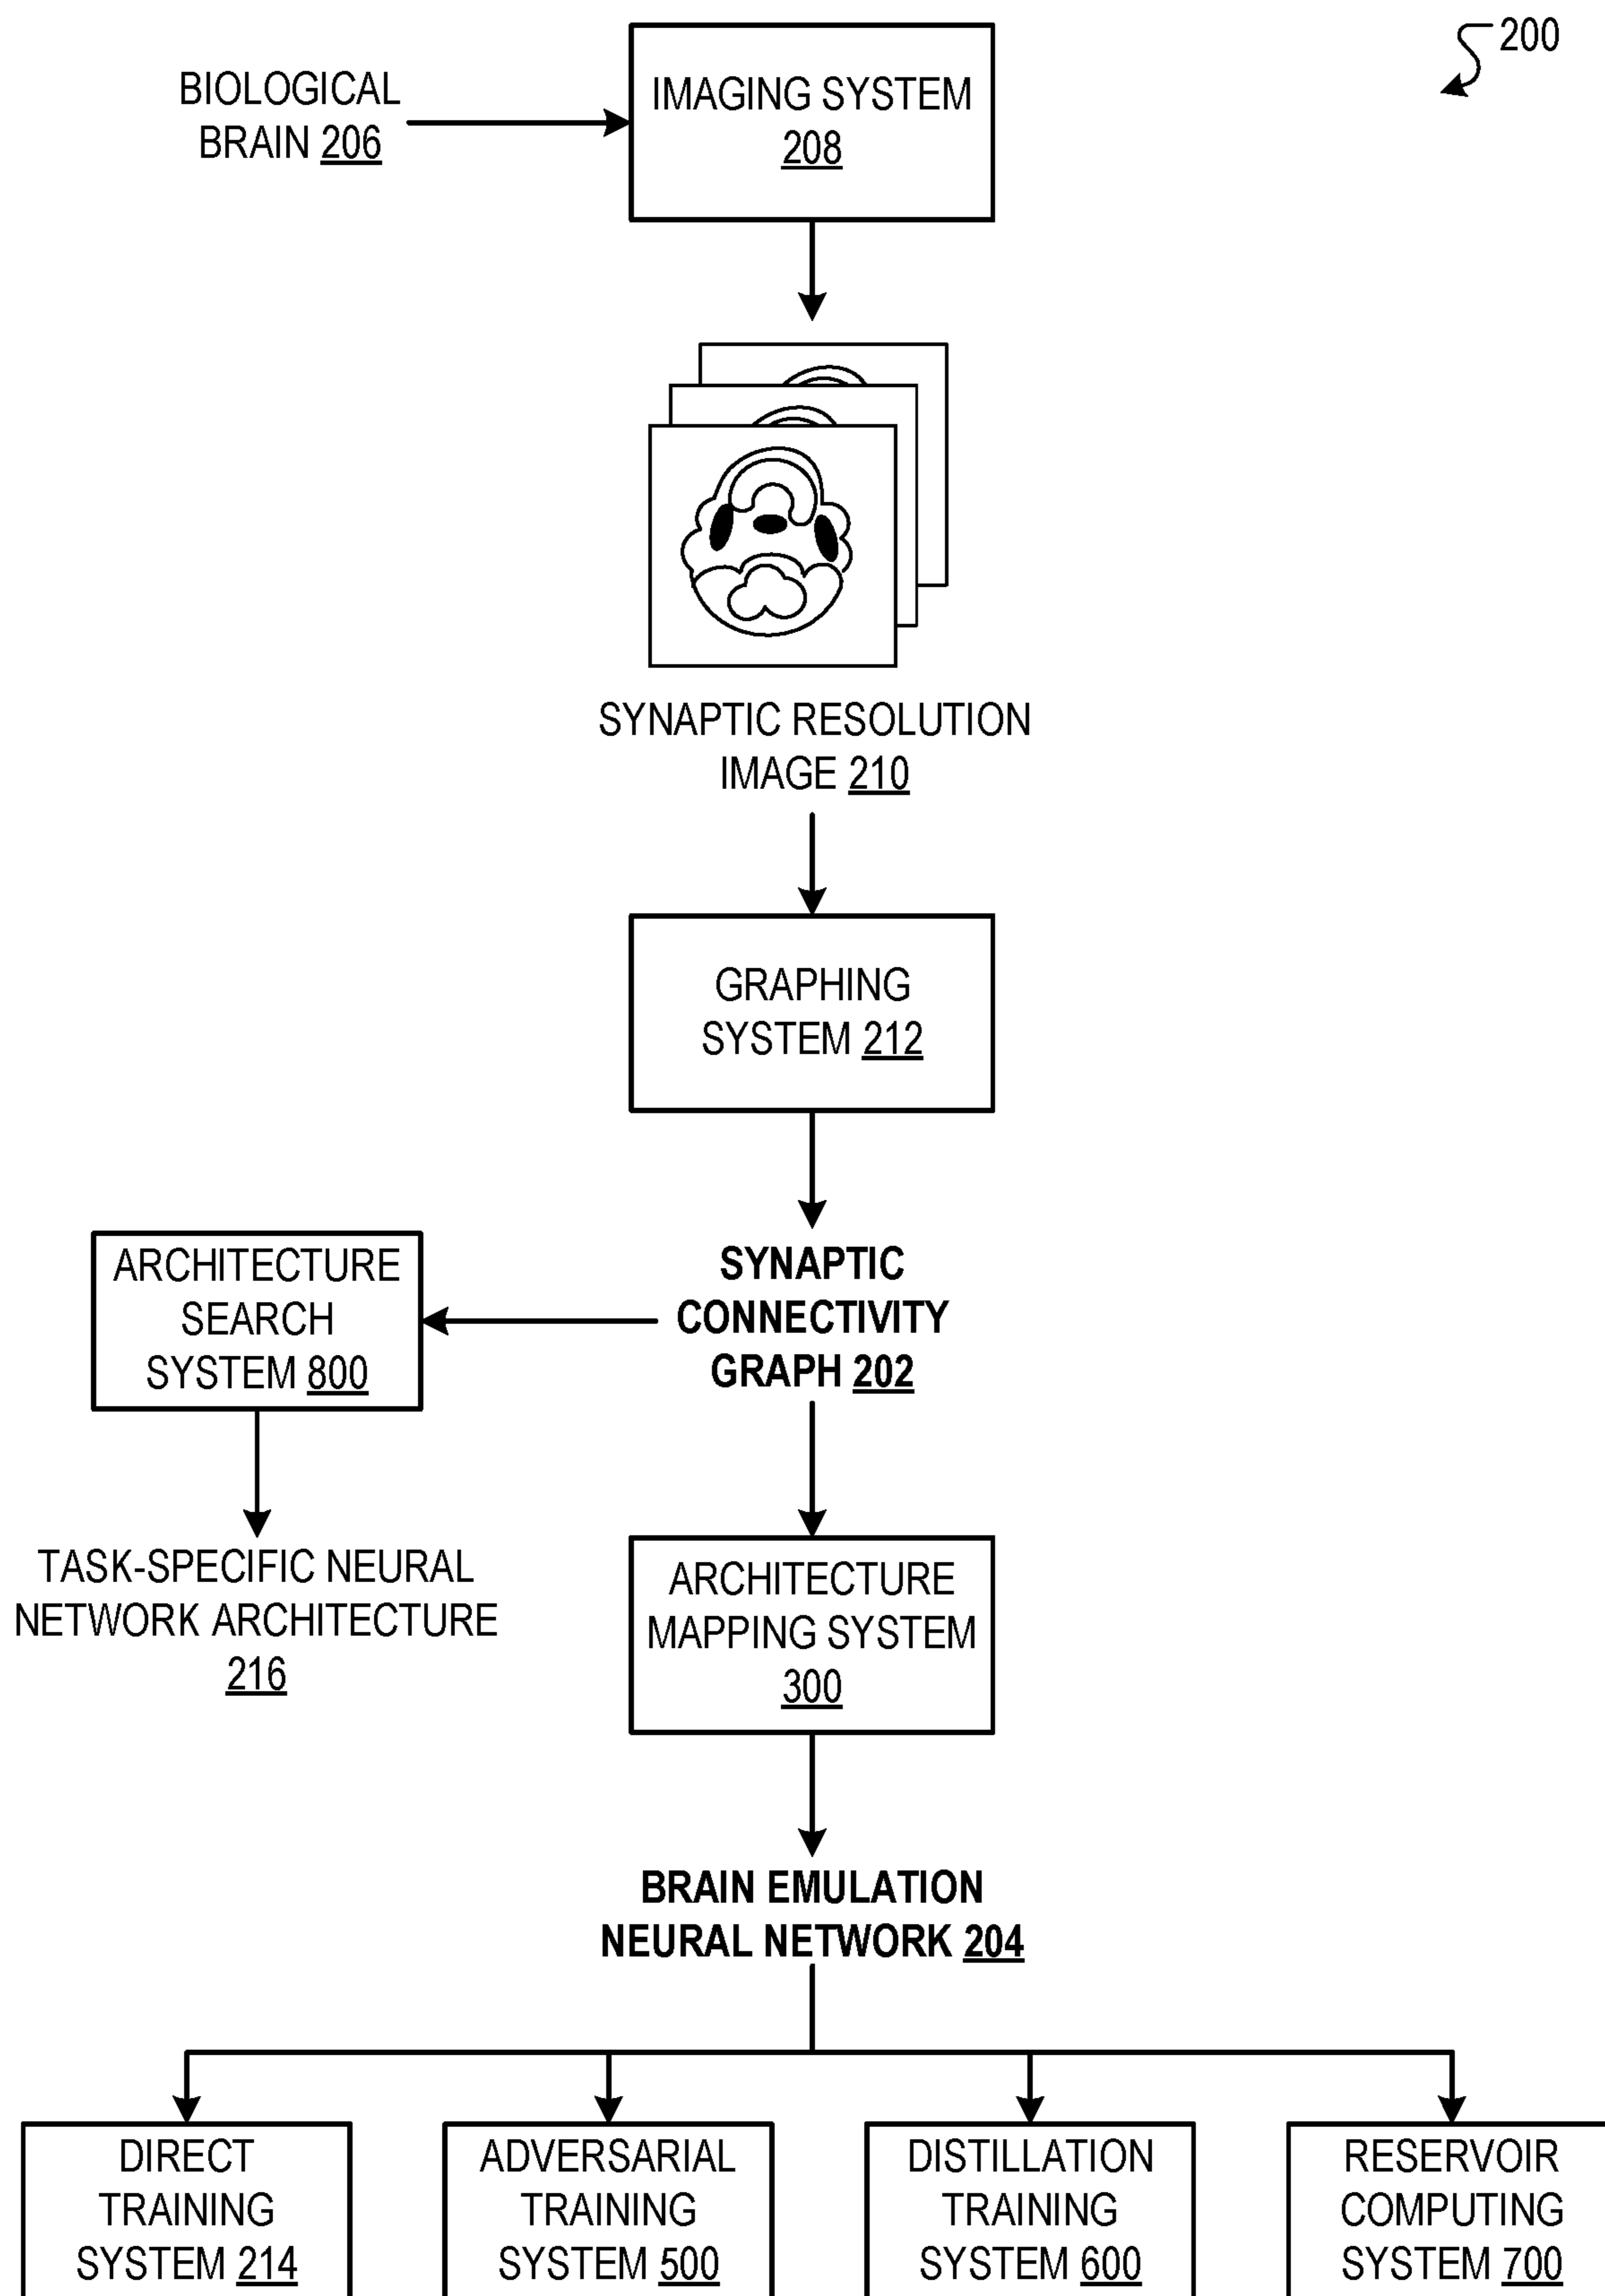 200
BIOLOGICAL
BRAIN 206
IMAGING SYSTEM
208
SYNAPTIC RESOLUTION
IMAGE 210
GRAPHING
SYSTEM 212
ARCHITECTURE
SEARCH
SYSTEM 800
SYNAPTIC
CONNECTIVITY
GRAPH 202
TASK-SPECIFIC NEURAL
NETWORK ARCHITECTURE
216
ARCHITECTURE
MAPPING SYSTEM
300
BRAIN EMULATION
NEURAL NETWORK 204
DIRECT
TRAINING
SYSTEM 214
ADVERSARIAL
TRAINING
SYSTEM 500
DISTILLATION
TRAINING
SYSTEM 600
RESERVOIR
COMPUTING
SYSTEM 700